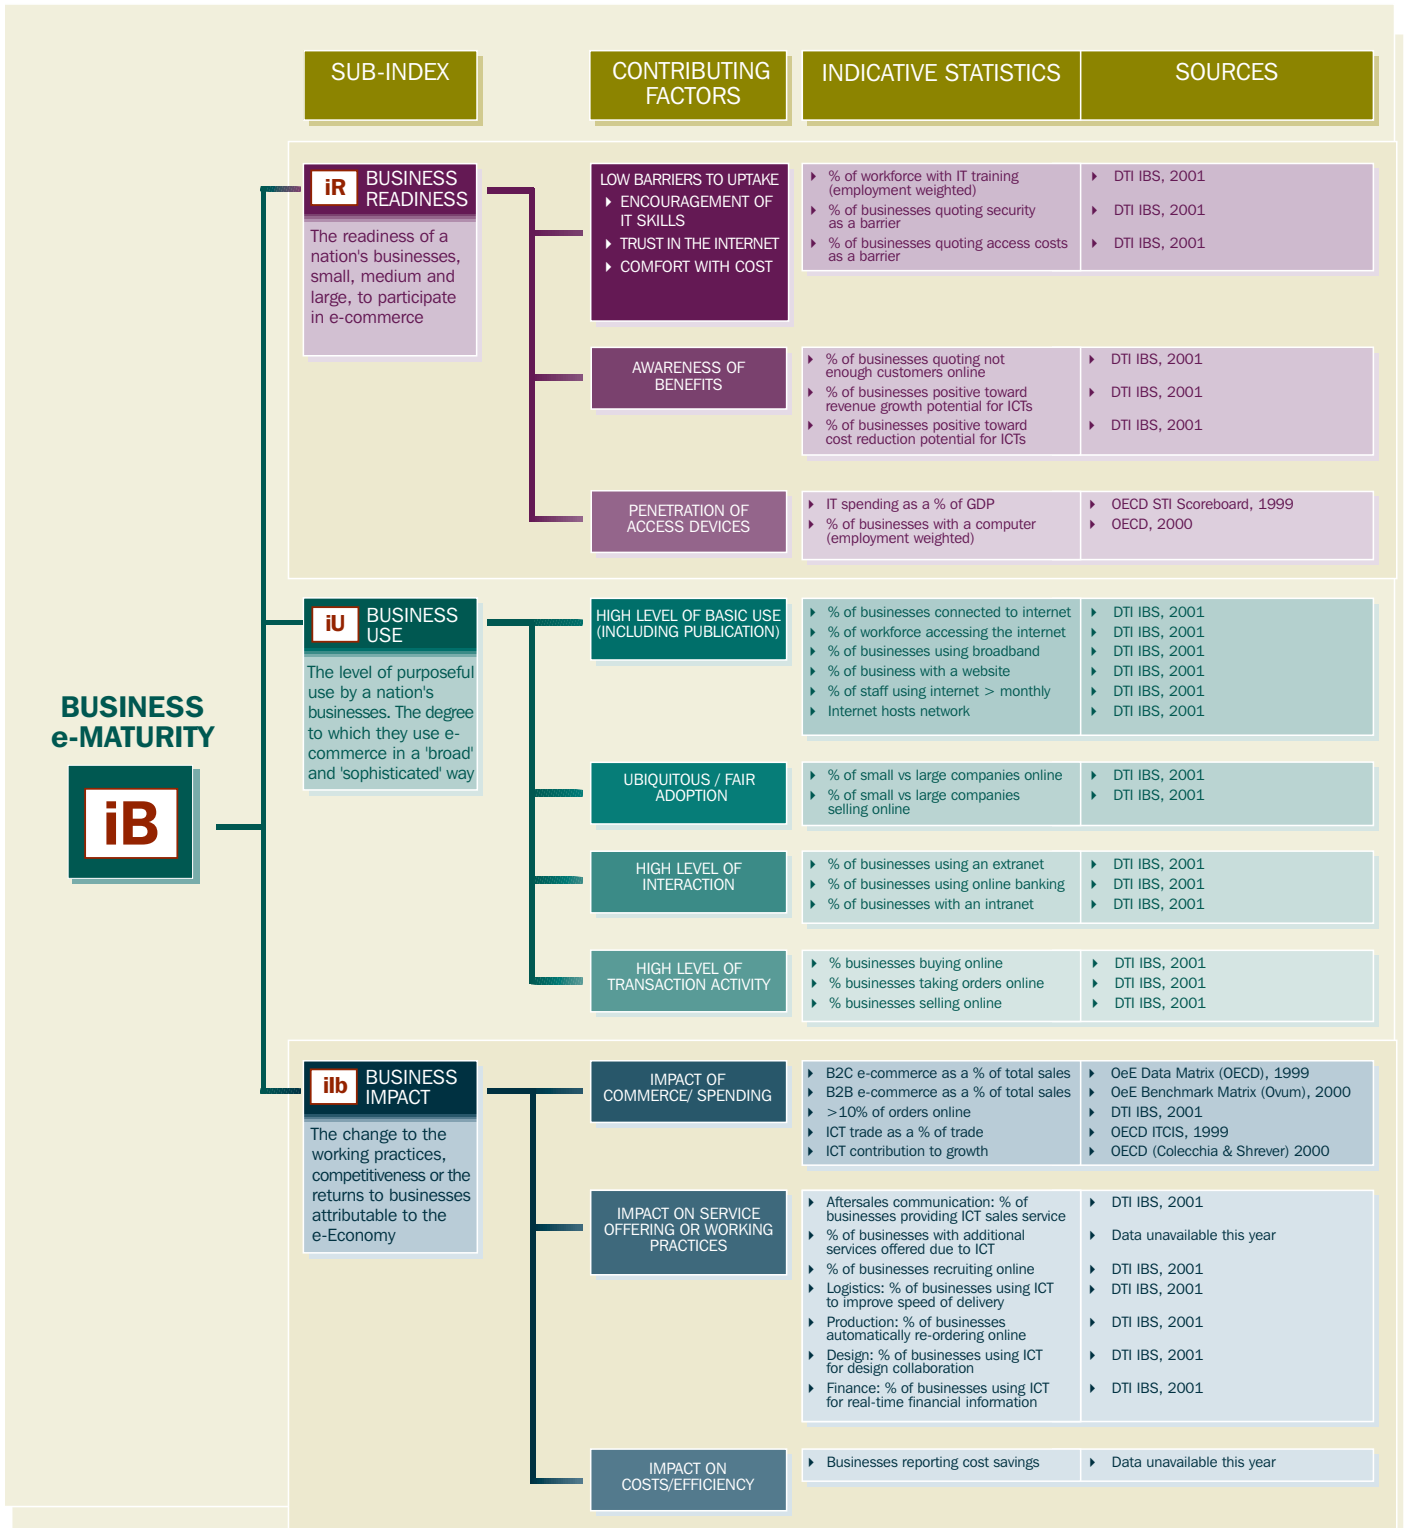 SUB-INDEX
CONTRIBUTING
FACTORS
INDICATIVE STATISTICS
SOURCES
BUSINESS
e-MATURITY
iB
iR
BUSINESS
READINESS
The readiness of a
nation's businesses,
small, medium and
large, to participate
in e-commerce
LOW BARRIERS TO UPTAKE
ENCOURAGEMENT OF
IT SKILLS
TRUST IN THE INTERNET
COMFORT WITH COST
% of workforce with IT training
(employment weighted)
DTI IBS, 2001
% of businesses quoting security
as a barrier
DTI IBS, 2001
% of businesses quoting access costs
as a barrier
DTI IBS, 2001
AWARENESS OF
BENEFITS
% of businesses quoting not
enough customers online
DTI IBS, 2001
% of businesses positive toward
revenue growth potential for ICTs
DTI IBS, 2001
% of businesses positive toward
cost reduction potential for ICTs
DTI IBS, 2001
PENETRATION OF
ACCESS DEVICES
IT spending as a % of GDP
OECD STI Scoreboard, 1999
% of businesses with a computer
(employment weighted)
OECD, 2000
iU
BUSINESS
USE
The level of purposeful
use by a nation's
businesses. The degree
to which they use e-
commerce in a 'broad'
and 'sophisticated' way
HIGH LEVEL OF BASIC USE
(INCLUDING PUBLICATION)
% of businesses connected to internet
DTI IBS, 2001
% of workforce accessing the internet
DTI IBS, 2001
% of businesses using broadband
DTI IBS, 2001
% of business with a website
DTI IBS, 2001
% of staff using internet > monthly
DTI IBS, 2001
Internet hosts network
DTI IBS, 2001
UBIQUITOUS / FAIR
ADOPTION
% of small vs large companies online
DTI IBS, 2001
% of small vs large companies
selling online
DTI IBS, 2001
HIGH LEVEL OF
INTERACTION
% of businesses using an extranet
DTI IBS, 2001
% of businesses using online banking
DTI IBS, 2001
% of businesses with an intranet
DTI IBS, 2001
HIGH LEVEL OF
TRANSACTION ACTIVITY
% businesses buying online
DTI IBS, 2001
% businesses taking orders online
DTI IBS, 2001
% businesses selling online
DTI IBS, 2001
iIb
BUSINESS
IMPACT
The change to the
working practices,
competitiveness or the
returns to businesses
attributable to the
e-Economy
IMPACT OF
COMMERCE/ SPENDING
B2C e-commerce as a % of total sales
OeE Data Matrix (OECD), 1999
B2B e-commerce as a % of total sales
OeE Benchmark Matrix (Ovum), 2000
>10% of orders online
DTI IBS, 2001
ICT trade as a % of trade
OECD ITCIS, 1999
ICT contribution to growth
OECD (Colecchia & Shrever) 2000
IMPACT ON SERVICE
OFFERING OR WORKING
PRACTICES
Aftersales communication: % of
businesses providing ICT sales service
DTI IBS, 2001
% of businesses with additional
services offered due to ICT
Data unavailable this year
% of businesses recruiting online
DTI IBS, 2001
Logistics: % of businesses using ICT
to improve speed of delivery
DTI IBS, 2001
Production: % of businesses
automatically re-ordering online
DTI IBS, 2001
Design: % of businesses using ICT
for design collaboration
DTI IBS, 2001
Finance: % of businesses using ICT
for real-time financial information
DTI IBS, 2001
IMPACT ON
COSTS/EFFICIENCY
Businesses reporting cost savings
Data unavailable this year